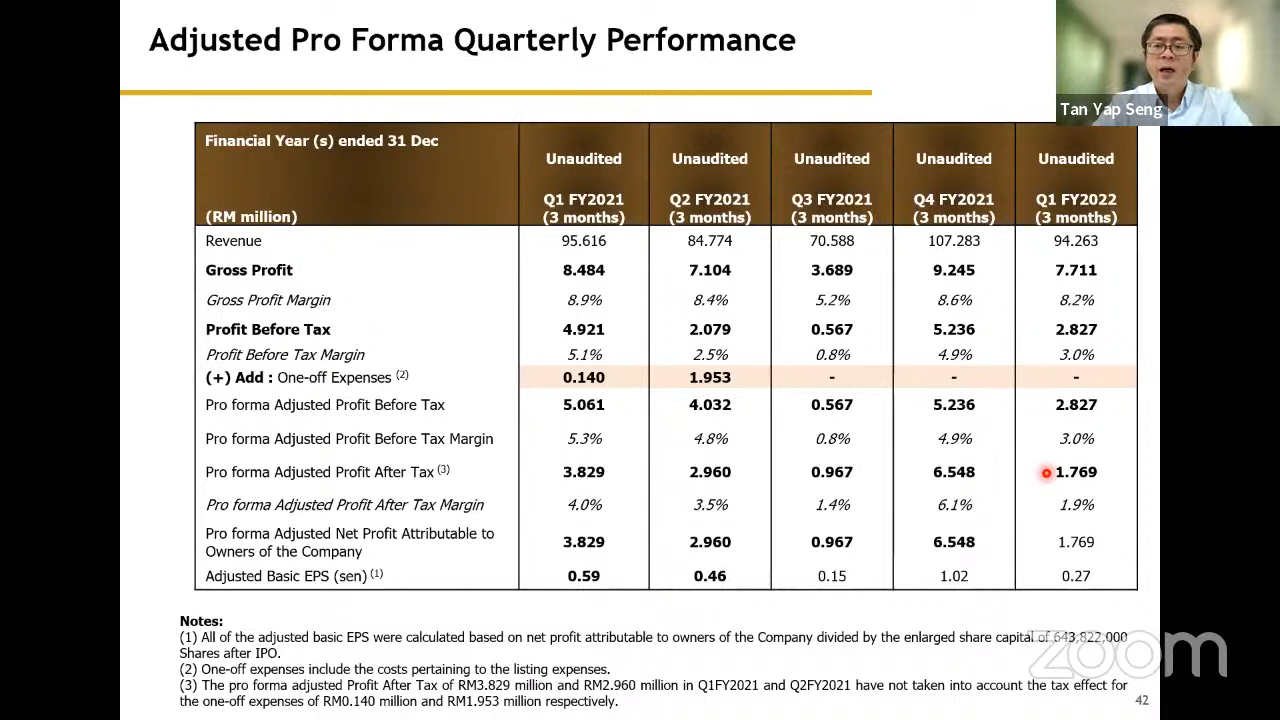 Adjusted Pro Forma Quarterly Performance
Tan Yap Seng
Financial Year (s) ended 31 Dec
Unaudited Unaudited Unaudited Unaudited Unaudited
Q1 FY2021 Q2 FY2021 Q3 FY2021 Q4 FY2021 Q1 FY2022
(RM million) (3 months) (3 months) (3 months) (3 months) (3 months)
Revenue 95.616 84.774 70.588 107.283 94.263
Gross Profit 8.484 7.104 3.689 9.245 7.711
Gross Profit Margin 8.9% 8.4% 5.2% 8.6% 8.2%
Profit Before Tax 4.921 2.079 0.567 5.236 2.827
Profit Before Tax Margin 5.1% 2.5% 0.8% 4.9% 3.0%
(+) Add : One-off Expenses (2) 0.140 1.953 - - -
Pro forma Adjusted Profit Before Tax 5.061 4.032 0.567 5.236 2.827
Pro forma Adjusted Profit Before Tax Margin 5.3% 4.8% 0.8% 4.9% 3.0%
Pro forma Adjusted Profit After Tax (3) 3.829 2.960 0.967 6.548 1.769
Pro forma Adjusted Profit After Tax Margin 4.0% 3.5% 1.4% 6.1% 1.9%
Pro forma Adjusted Net Profit Attributable to
Owners of the Company 3.829 2.960 0.967 6.548 1.769
Adjusted Basic EPS (sen) (1) 0.59 0.46 0.15 1.02 0.27
Notes:
(1) All of the adjusted basic EPS were calculated based on net profit attributable to owners of the Company divided by the enlarged share capital of 643,822,000
Shares after IPO.
(2) One-off expenses include the costs pertaining to the listing expenses.
(3) The pro forma adjusted Profit After Tax of RM3.829 million and RM2.960 million in Q1FY2021 and Q2FY2021 have not taken into account the tax effect for
the one-off expenses of RM0.140 million and RM1.953 million respectively.
zoom
42